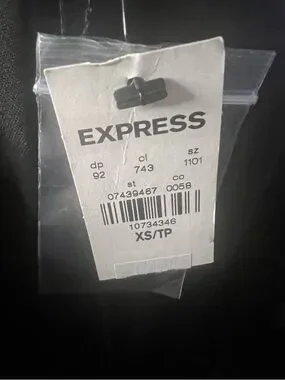 EXPRESS
dp cl sz
92 743 1101
st co
07439467 0058
10734346
XS/TP